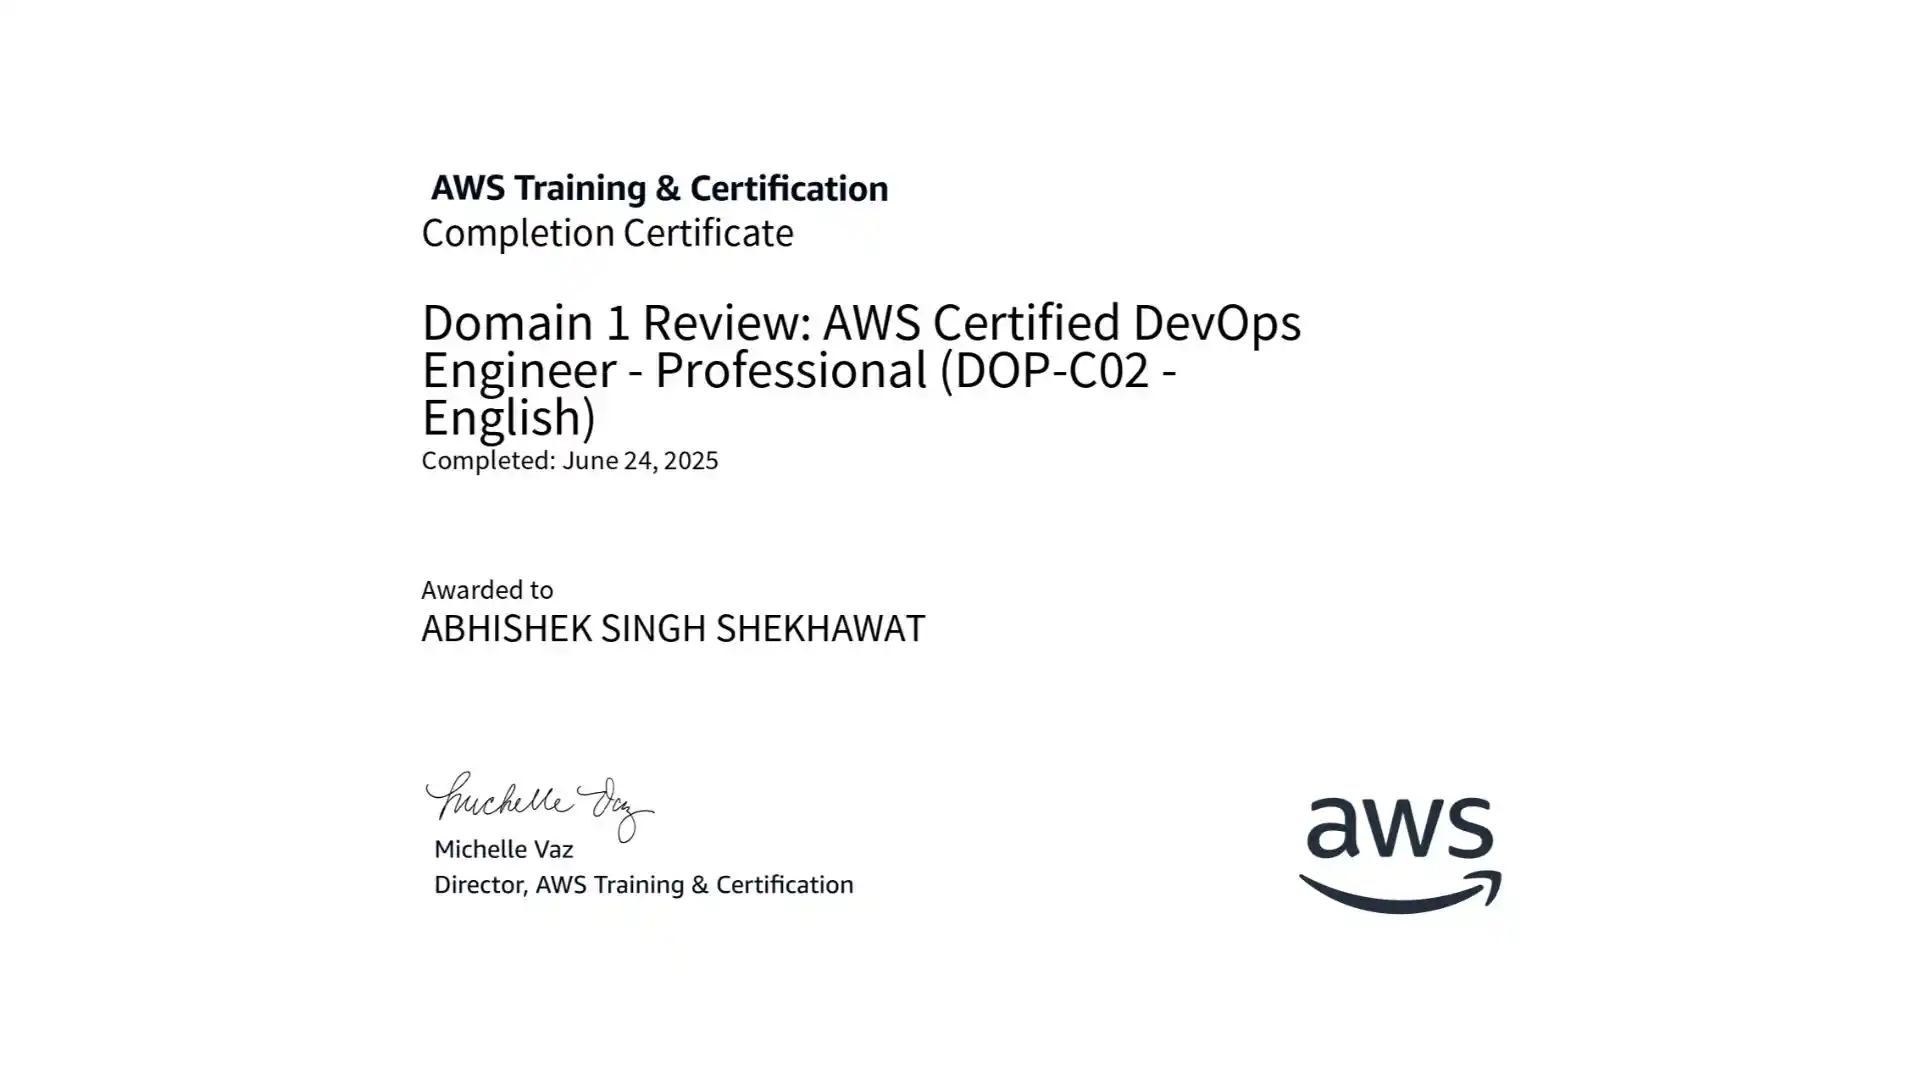 AWS Training & Certification
Completion Certificate
Domain 1 Review: AWS Certified DevOps
Engineer - Professional (DOP-C02 -
English)
Completed: June 24, 2025
Awarded to
ABHISHEK SINGH SHEKHAWAT
Michelle Vaz
Michelle Vaz
Director, AWS Training & Certification
aws